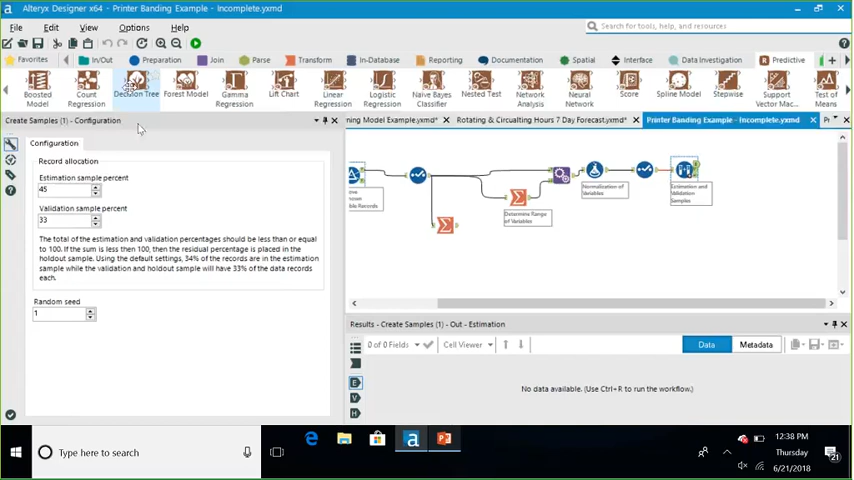 Alteryx Designer x64 - Printer Banding Example - Incomplete.yxmd
File Edit View Options Help
Search for tools, help, and resources
Favorites In/Out Preparation Join Parse Transform In-Database Reporting Documentation Spatial Interface Data Investigation Predictive
Boosted Model
Count Regression
Decision Tree
Forest Model
Gamma Regression
Lift Chart
Linear Regression
Logistic Regression
Naive Bayes Classifier
Nested Test
Network Analysis
Neural Network
Score
Spline Model
Stepwise
Support Vector Mac...
Test of Means
Create Samples (1) - Configuration
ning Model Example.yxmd*
Rotating & Circualting Hours 7 Day Forecast.yxmd*
Printer Banding Example - Incomplete.yxmd
Configuration
Record allocation
Estimation sample percent
45
Validation sample percent
33
The total of the estimation and validation percentages should be less than or equal
to 100. If the sum is less then 100, then the residual percentage is placed in the
holdout sample. Using the default settings, 34% of the records are in the estimation
sample while the validation and holdout sample will have 33% of the data records
each.
Random seed
1
nown
ble Records
Determine Range
of Variables
Normalization of
Variables
Estimation and
Validation
Samples
Results - Create Samples (1) - Out - Estimation
0 of 0 Fields
Cell Viewer
Data
Metadata
E
V
H
No data available. (Use Ctrl+R to run the workflow.)
Type here to search
12:38 PM
Thursday
6/21/2018
21